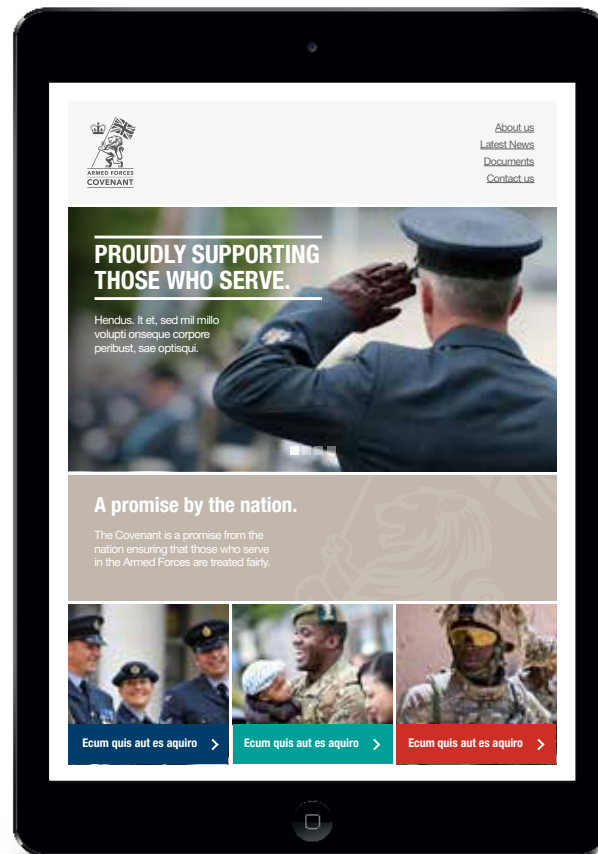 ARMED FORCES
COVENANT
About us
Latest News
Documents
Contact us
PROUDLY SUPPORTING
THOSE WHO SERVE.
Hendus. It et, sed mil millo
volupti onseque corpore
peribust, sae optisqui.
A promise by the nation.
The Covenant is a promise from the
nation ensuring that those who serve
in the Armed Forces are treated fairly.
Ecum quis aut es aquiro
Ecum quis aut es aquiro
Ecum quis aut es aquiro